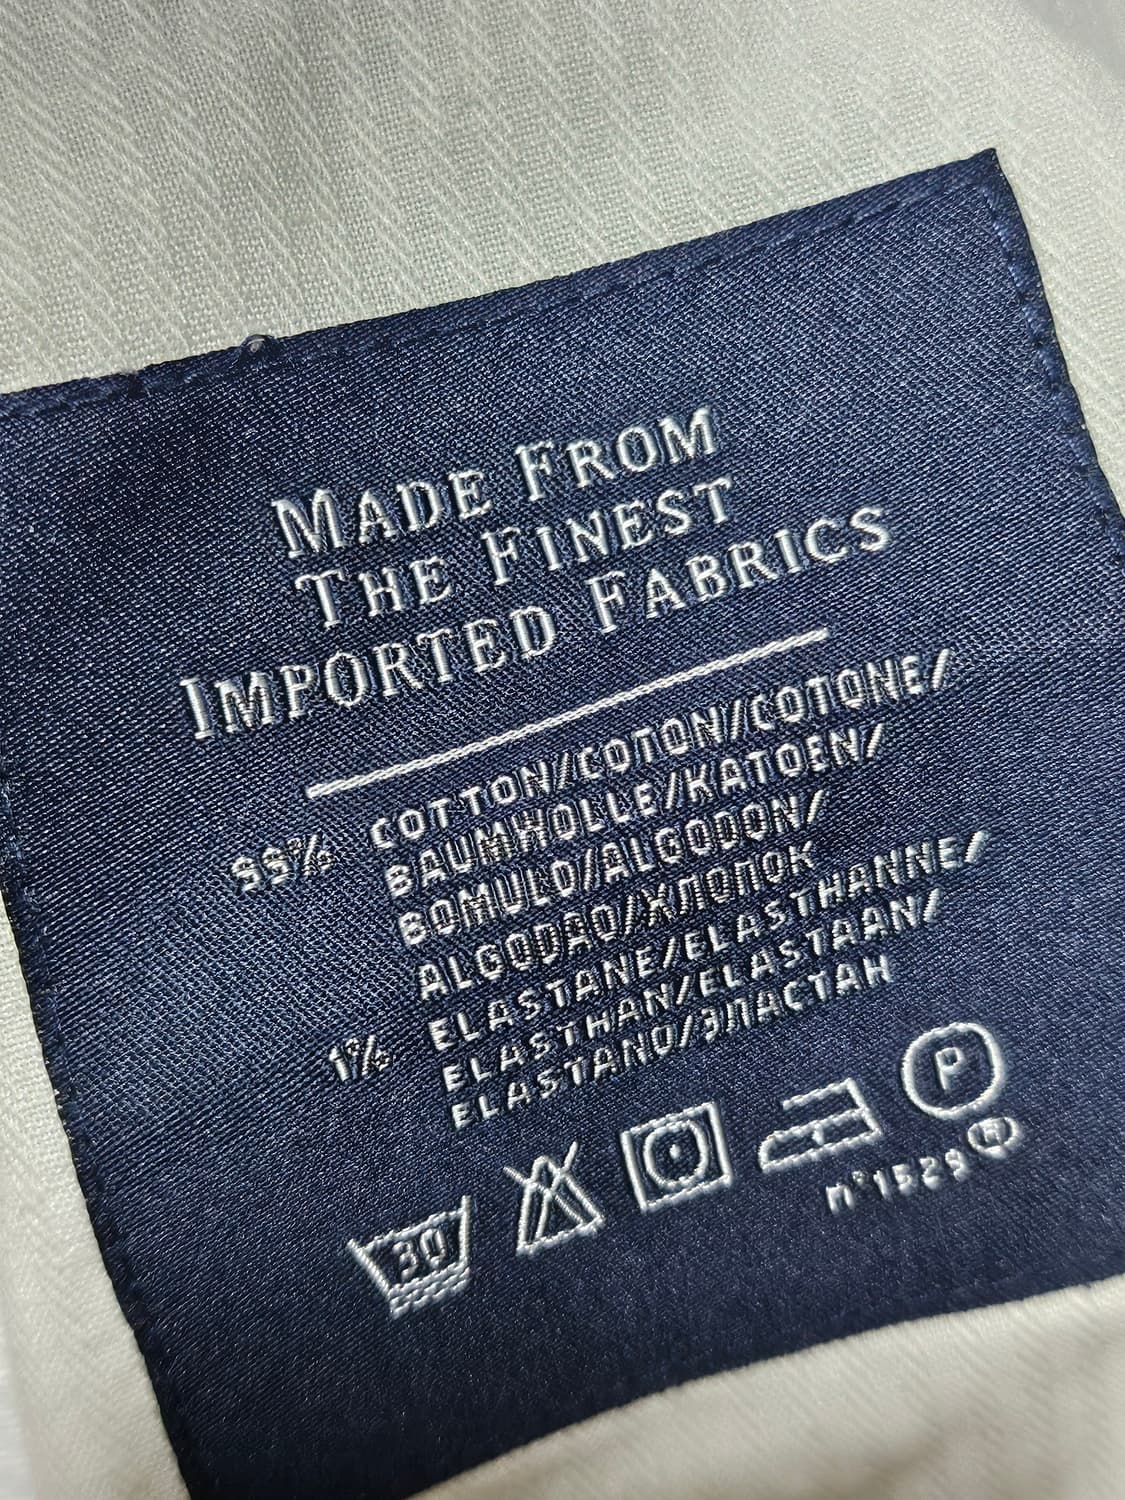 MADE FROM
THE FINEST
IMPORTED FABRICS
99% COTTON/COTON/COTONE/
BAUMWOLLE/KATOEN/
BOMULD/ALGODON/
ALGODAO/ХЛОПОК
1% ELASTANE/ELASTHANNE/
ELASTHAN/ELASTAAN/
ELASTANO/ЭЛАСТАН
30
P
n°1529